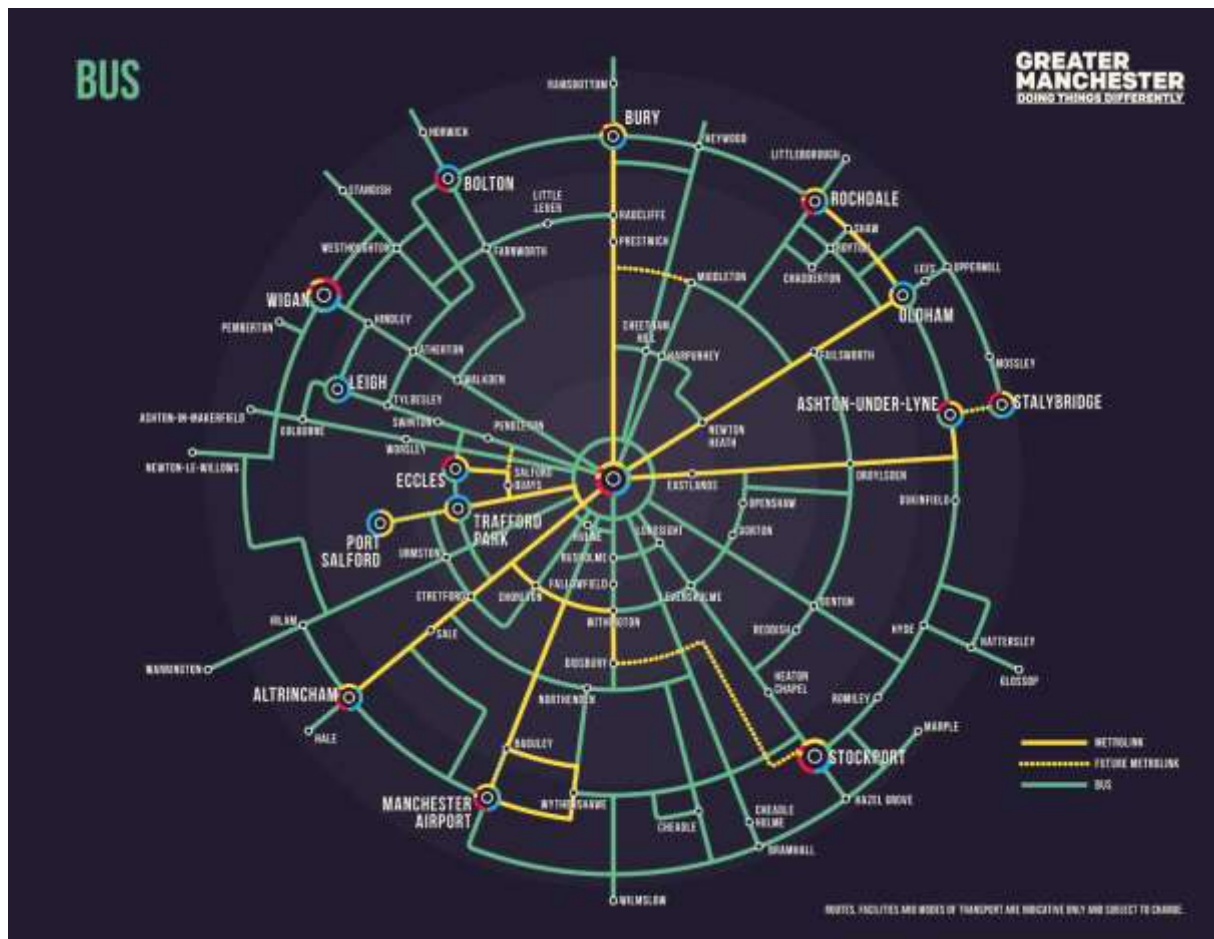 BUS
GREATER
MANCHESTER
DOING THINGS DIFFERENTLY
RAMSBOTTOM
BURY
HEYWOOD
HORWICH
LITTLEBOROUGH
BOLTON
ROCHDALE
STANDISH
LITTLE
LEVER
RADCLIFFE
SHAW
PRESTWICH
ROYTON
WESTHOUGHTON
FARNWORTH
CHADDERTON
LEES
UPPERMILL
MIDDLETON
WIGAN
OLDHAM
PEMBERTON
HINDLEY
CHEETHAM
HILL
HARPURHEY
FAILSWORTH
ATHERTON
MOSSLEY
LEIGH
WALKDEN
TYLDESLEY
ASHTON-UNDER-LYNE
STALYBRIDGE
ASHTON-IN-MAKERFIELD
GOLBORNE
SWINTON
PENDLETON
NEWTON
HEATH
WORSLEY
NEWTON-LE-WILLOWS
ECCLES
SALFORD
QUAYS
EASTLANDS
DROYLSDEN
DUKINFIELD
OPENSHAW
PORT
SALFORD
TRAFFORD
PARK
HULME
LONGSIGHT
GORTON
URMSTON
RUSHOLME
FALLOWFIELD
STRETFORD
CHORLTON
LEVENSHULME
WITHINGTON
DENTON
IRLAM
SALE
REDDISH
HYDE
HATTERSLEY
WARRINGTON
DIDSBURY
GLOSSOP
ALTRINCHAM
NORTHENDEN
HEATON
CHAPEL
ROMILEY
HALE
BAGULEY
STOCKPORT
MARPLE
METROLINK
FUTURE METROLINK
BUS
MANCHESTER
AIRPORT
WYTHENSHAWE
CHEADLE
CHEADLE
HULME
HAZEL GROVE
BRAMHALL
WILMSLOW
ROUTES, FACILITIES AND MODES OF TRANSPORT ARE INDICATIVE ONLY AND SUBJECT TO CHANGE.